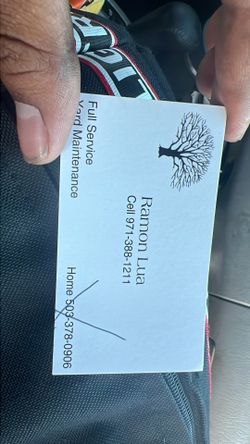 Ramon Lua
Cell 971-388-1211
Full Service
Yard Maintenance
Home 503-378-0906